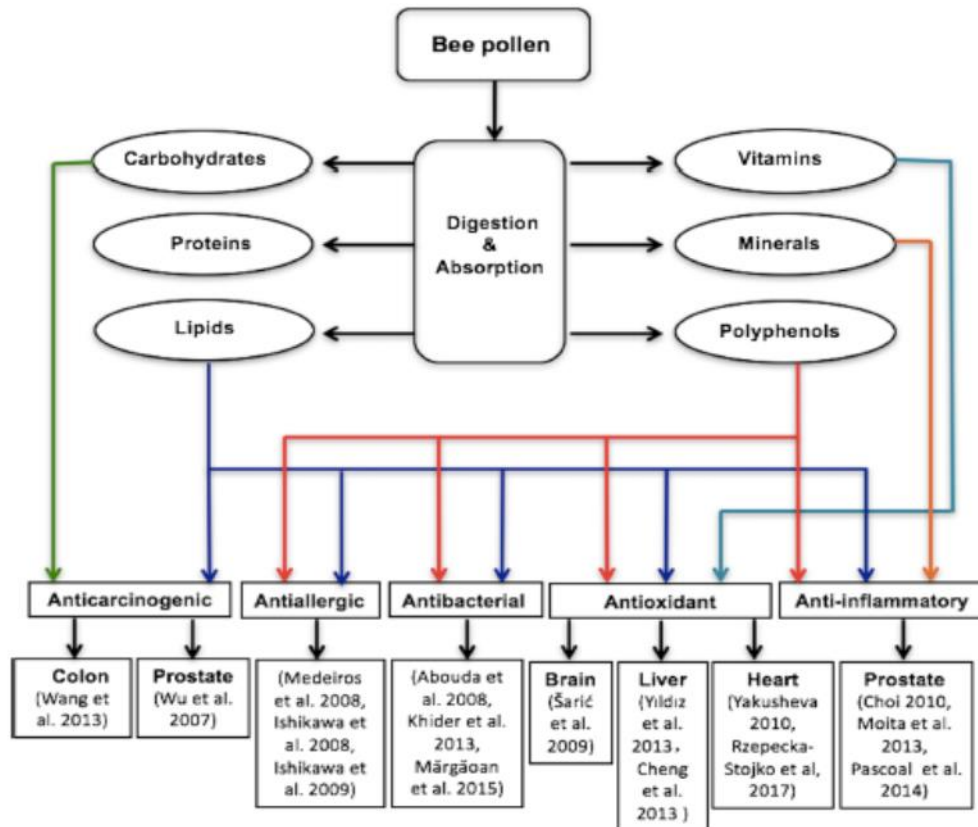 Bee pollen
Carbohydrates
Vitamins
Digestion
&
Absorption
Proteins
Minerals
Lipids
Polyphenols
Anticarcinogenic
Antiallergic
Antibacterial
Antioxidant
Anti-inflammatory
Colon
(Wang et
al. 2013)
Prostate
(Wu et al.
2007)
(Medeiros et
al. 2008,
Ishikawa et
al. 2008,
Ishikawa et
al. 2009)
(Abouda et
al. 2008,
Khider et al.
2013,
Mărgăoan
et al. 2015)
Brain
(Šarić et
al. 2009)
Liver
(Yıldız et
al. 2013,
Cheng
et al.
2013 )
Heart
(Yakusheva
2010,
Rzepecka-
Stojko et al,
2017)
Prostate
(Choi 2010,
Moita et al.
2013,
Pascoal et al.
2014)